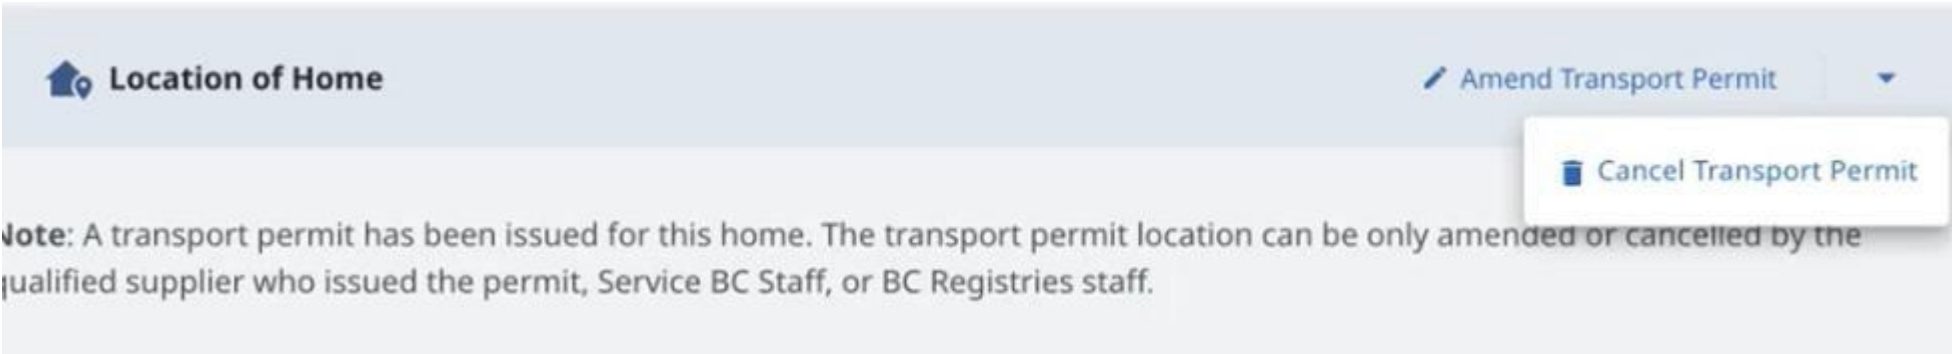 Location of Home
Amend Transport Permit
Cancel Transport Permit
Note: A transport permit has been issued for this home. The transport permit location can be only amended or cancelled by the
qualified supplier who issued the permit, Service BC Staff, or BC Registries staff.